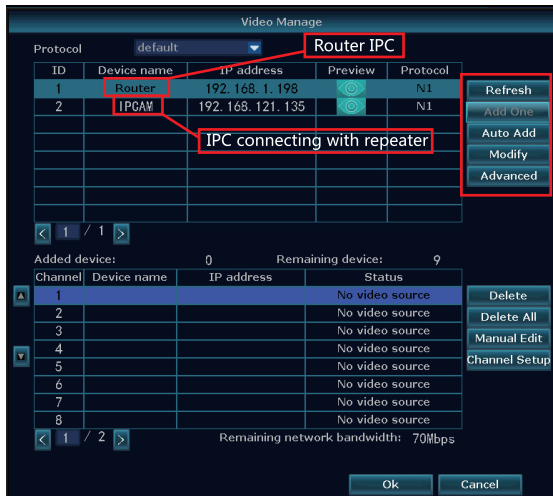 Video Manage
Protocol default
Router IPC
ID Device name IP address Preview Protocol
1 Router 192.168.1.198 N1
2 IPCAM 192.168.121.135 N1
IPC connecting with repeater
Refresh
Add One
Auto Add
Modify
Advanced
< 1 / 1 >
Added device: 0 Remaining device: 9
Channel Device name IP address Status
1 No video source
2 No video source
3 No video source
4 No video source
5 No video source
6 No video source
7 No video source
8 No video source
Delete
Delete All
Manual Edit
Channel Setup
< 1 / 2 > Remaining network bandwidth: 70Mbps
Ok Cancel